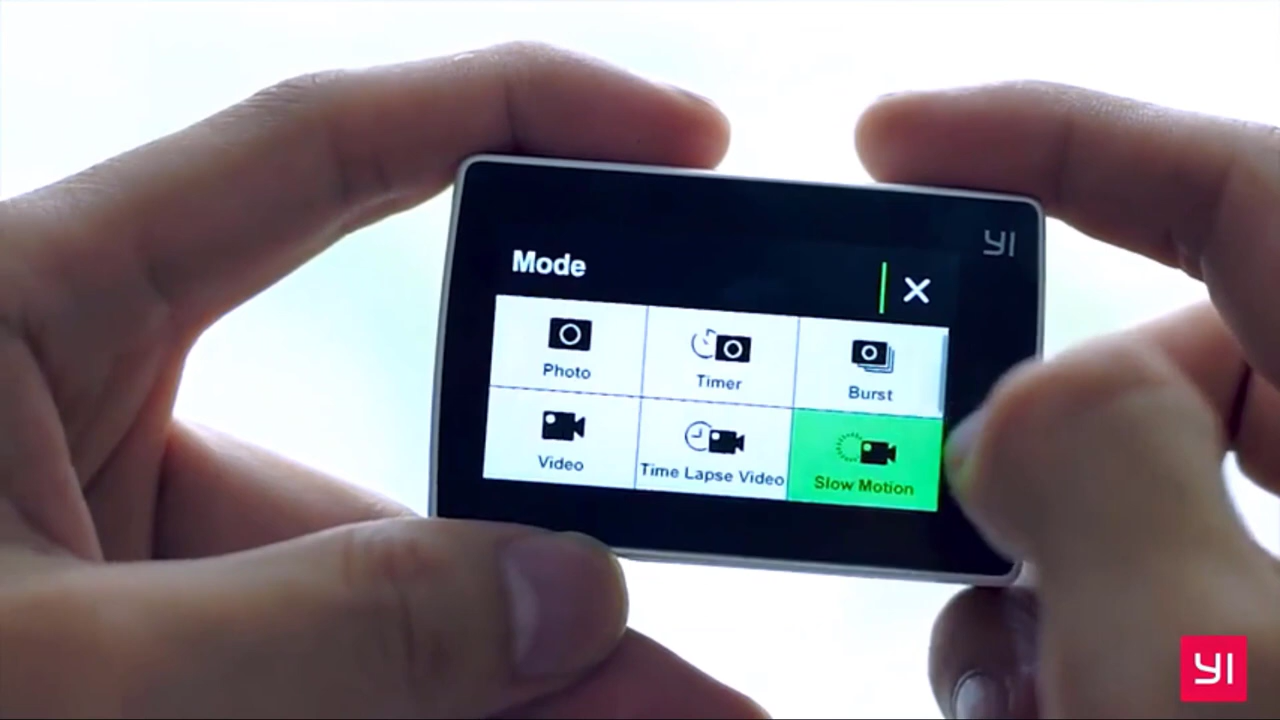 YI
Mode
Photo
Timer
Burst
Video
Time Lapse Video
Slow Motion
YI